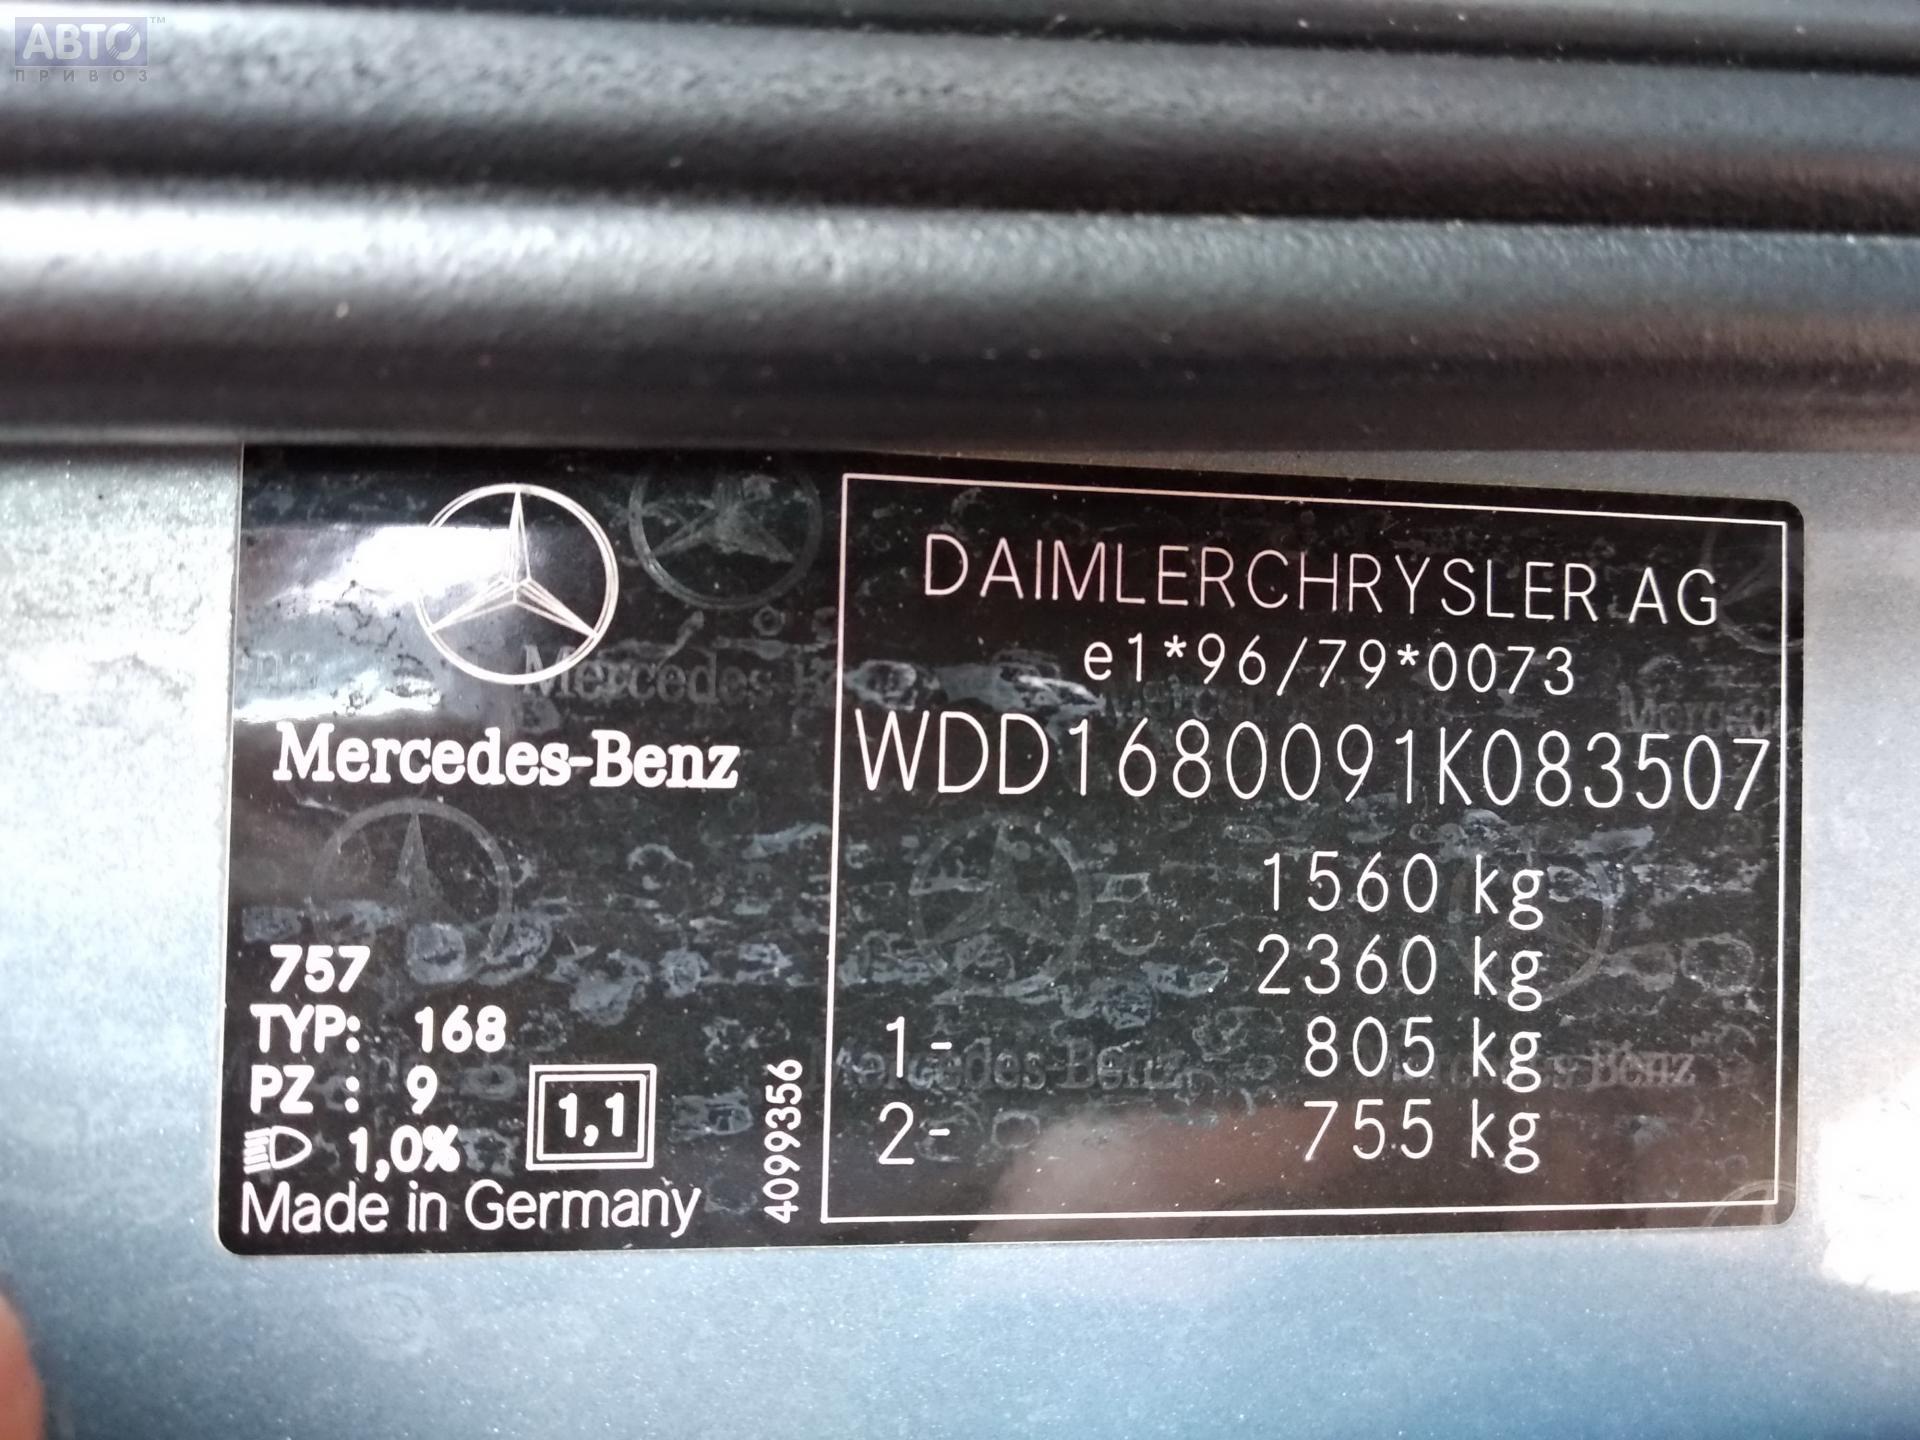 АВТО™
ПРИВОЗ
Mercedes-Benz
757
TYP: 168
PZ : 9
1,0%
1,1
Made in Germany
4099356
DAIMLERCHRYSLER AG
e1*96/79*0073
WDD1680091K083507
1560 kg
2360 kg
1- 805 kg
2- 755 kg